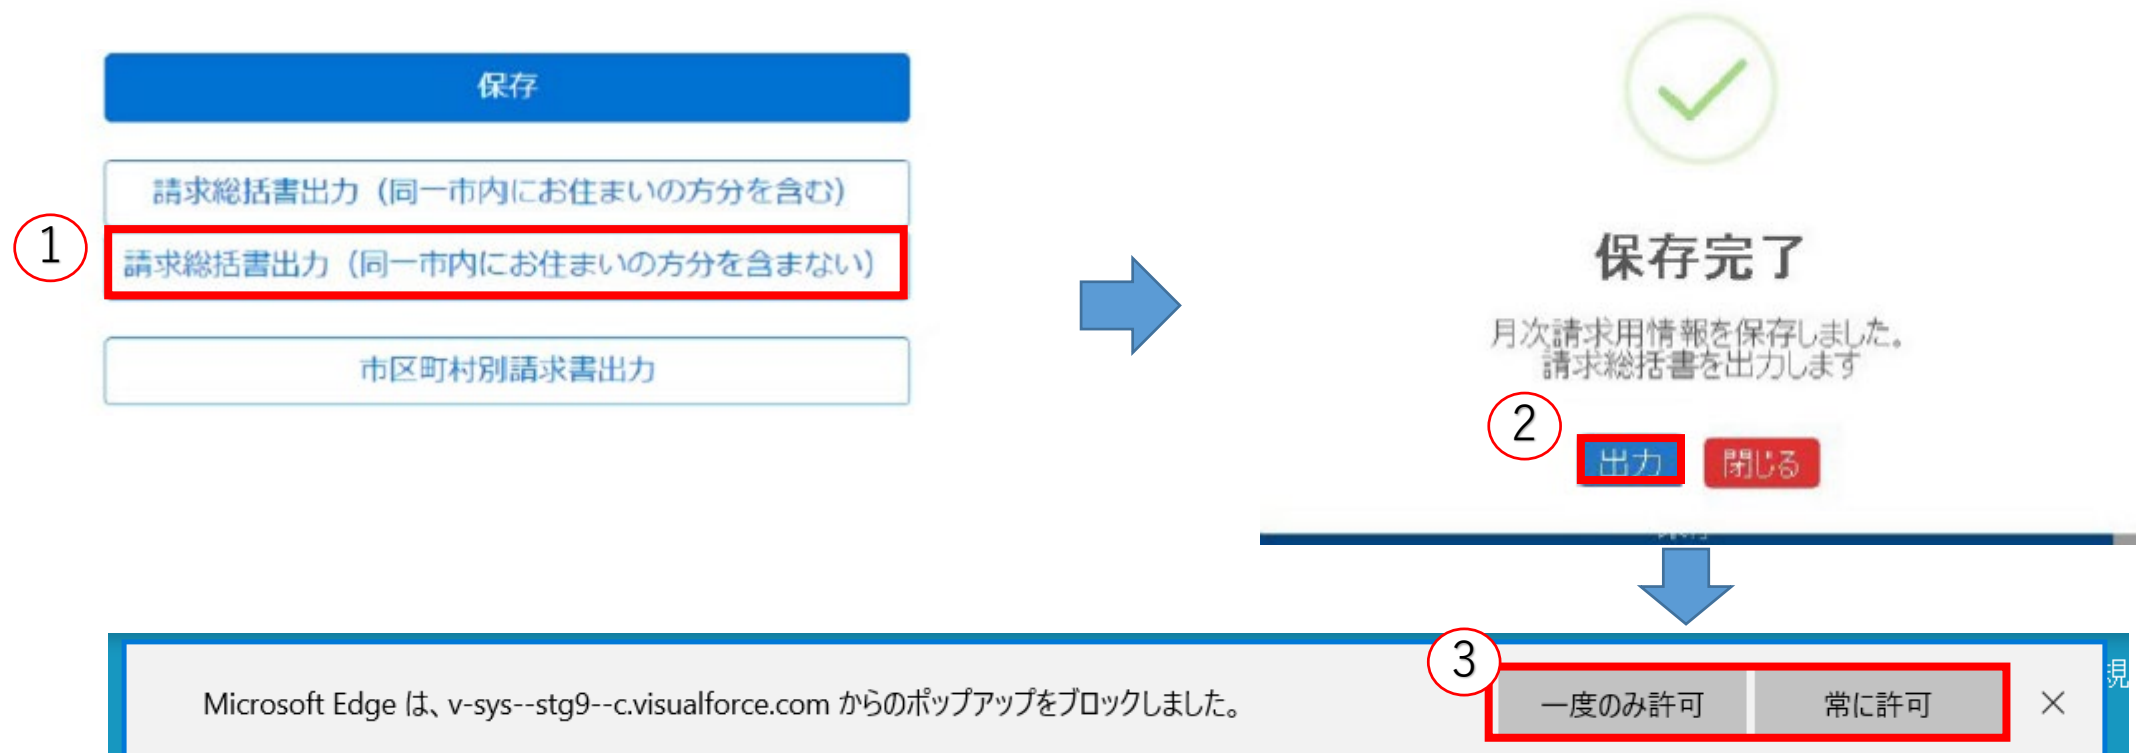 保存
請求総括書出力（同一市内にお住まいの方分を含む）
①
請求総括書出力（同一市内にお住まいの方分を含まない）
市区町村別請求書出力
保存完了
月次請求用情報を保存しました。
請求総括書を出力します
②
出力
閉じる
③
Microsoft Edge は、v-sys--stg9--c.visualforce.com からのポップアップをブロックしました。
一度のみ許可
常に許可
×